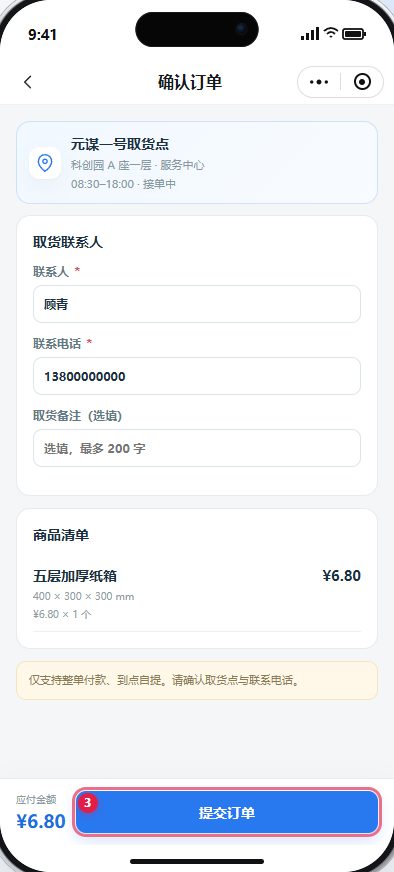 9:41
确认订单
元谋一号取货点
科创园 A 座一层 · 服务中心
08:30–18:00 · 接单中
取货联系人
联系人 *
顾青
联系电话 *
13800000000
取货备注（选填）
选填，最多 200 字
商品清单
五层加厚纸箱 ¥6.80
400 × 300 × 300 mm
¥6.80 × 1 个
仅支持整单付款、到点自提。请确认取货点与联系电话。
应付金额
¥6.80
3
提交订单